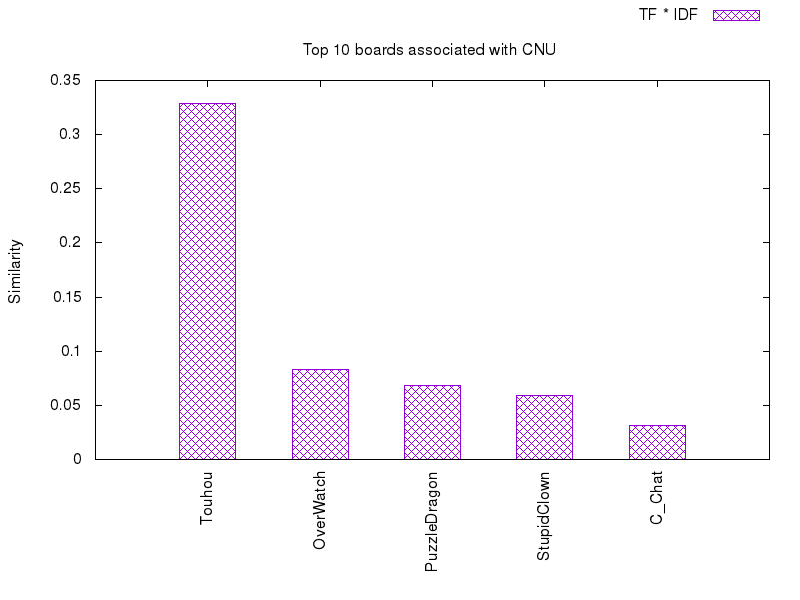 TF * IDF
Top 10 boards associated with CNU
0.35
0.3
0.25
0.2
0.15
0.1
0.05
0
Similarity
Touhou
OverWatch
PuzzleDragon
StupidClown
C_Chat